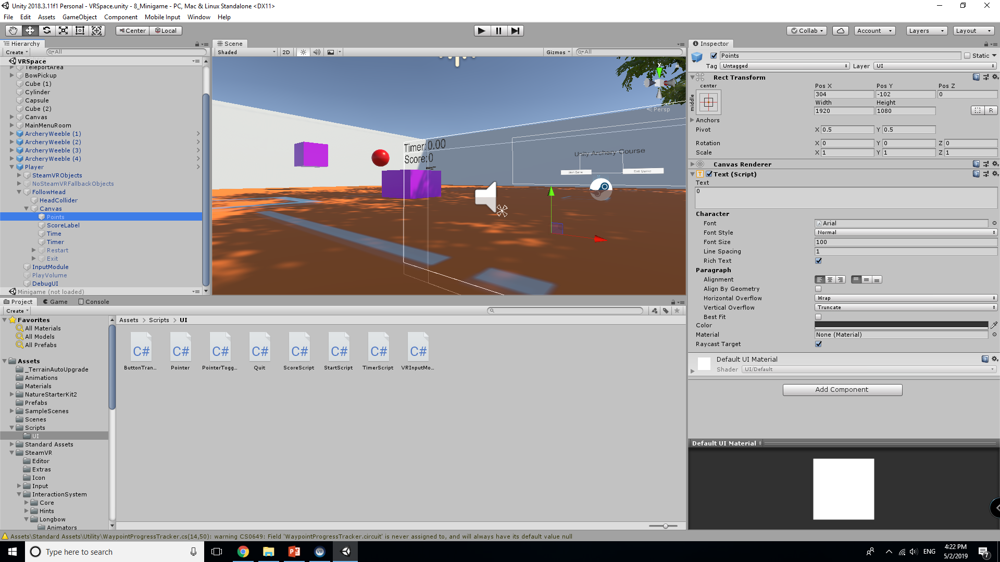 Unity 2018.3.11f1 Personal - VRSpace.unity - 8_Minigame - PC, Mac & Linux Standalone <DX11>
File Edit Assets GameObject Component Mobile Input Window Help
Center Local Collab Account Layers Layout
Hierarchy
Create All
VRSpace
TeleportArea
BowPickup
Cube (1)
Cylinder
Capsule
Cube (2)
Canvas
MainMenuRoom
ArcheryWeeble (1)
ArcheryWeeble (2)
ArcheryWeeble (3)
ArcheryWeeble (4)
Player
SteamVRObjects
NoSteamVRFallbackObjects
FollowHead
HeadCollider
Canvas
Points
ScoreLabel
Time
Timer
Restart
Exit
InputModule
PlayVolume
DebugUI
Minigame (not loaded)
Scene
Shaded 2D Gizmos All
y
Persp
Timer:0.00
Score:0
Unity Archery Course
Start Game Exit Game
Inspector
Points Static
Tag Untagged Layer UI
Rect Transform
center Pos X Pos Y Pos Z
middle
304 -102 0
Width Height
1920 1080 R
Anchors
Pivot X 0.5 Y 0.5
Rotation X 0 Y 0 Z 0
Scale X 1 Y 1 Z 1
Canvas Renderer
Text (Script)
Text
0
Character
Font Arial
Font Style Normal
Font Size 100
Line Spacing 1
Rich Text
Paragraph
Alignment
Align By Geometry
Horizontal Overflow Wrap
Vertical Overflow Truncate
Best Fit
Color
Material None (Material)
Raycast Target
Default UI Material
Shader UI/Default
Add Component
Default UI Material
Project Game Console
Create
Favorites
All Materials
All Models
All Prefabs
Assets
_TerrainAutoUpgrade
Animations
Materials
NatureStarterKit2
Prefabs
SampleScenes
Scenes
Scripts
UI
Standard Assets
SteamVR
Editor
Extras
Icon
Input
InteractionSystem
Core
Hints
Longbow
Animators
Assets > Scripts > UI
C# C# C# C# C# C# C# C#
ButtonTran... Pointer PointerTogg... Quit ScoreScript StartScript TimerScript VRInputMo...
Assets\Standard Assets\Utility\WaypointProgressTracker.cs(14,50): warning CS0649: Field 'WaypointProgressTracker.circuit' is never assigned to, and will always have its default value null
Type here to search
VR
ENG
4:22 PM
5/2/2019
7